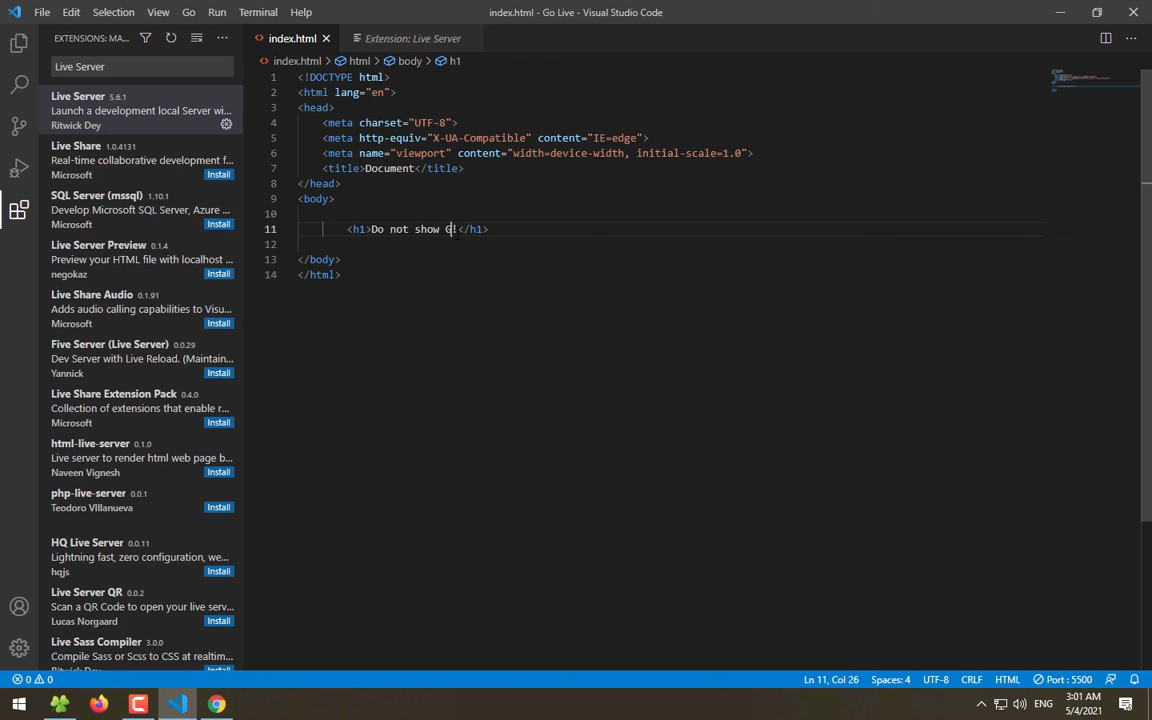 File Edit Selection View Go Run Terminal Help
index.html - Go Live - Visual Studio Code
EXTENSIONS: MA...
Live Server
Live Server 5.6.1
Launch a development local Server wi...
Ritwick Dey
Live Share 1.0.4131
Real-time collaborative development f...
Microsoft Install
SQL Server (mssql) 1.10.1
Develop Microsoft SQL Server, Azure ...
Microsoft Install
Live Server Preview 0.1.4
Preview your HTML file with localhost ...
negokaz Install
Live Share Audio 0.1.91
Adds audio calling capabilities to Visu...
Microsoft Install
Five Server (Live Server) 0.0.29
Dev Server with Live Reload. (Maintain...
Yannick Install
Live Share Extension Pack 0.4.0
Collection of extensions that enable r...
Microsoft Install
html-live-server 0.1.0
Live server to render html web page b...
Naveen Vignesh Install
php-live-server 0.0.1
Teodoro VIllanueva Install
HQ Live Server 0.0.11
Lightning fast, zero configuration, we...
hqjs Install
Live Server QR 0.0.2
Scan a QR Code to open your live serv...
Lucas Norgaard Install
Live Sass Compiler 3.0.0
Compile Sass or Scss to CSS at realtim...
Ritwick Dey Install
index.html Extension: Live Server
index.html html body h1
1 <!DOCTYPE html>
2 <html lang="en">
3 <head>
4 <meta charset="UTF-8">
5 <meta http-equiv="X-UA-Compatible" content="IE=edge">
6 <meta name="viewport" content="width=device-width, initial-scale=1.0">
7 <title>Document</title>
8 </head>
9 <body>
10
11 <h1>Do not show G!</h1>
12
13 </body>
14 </html>
0 0 Ln 11, Col 26 Spaces: 4 UTF-8 CRLF HTML Port : 5500
ENG 3:01 AM
5/4/2021